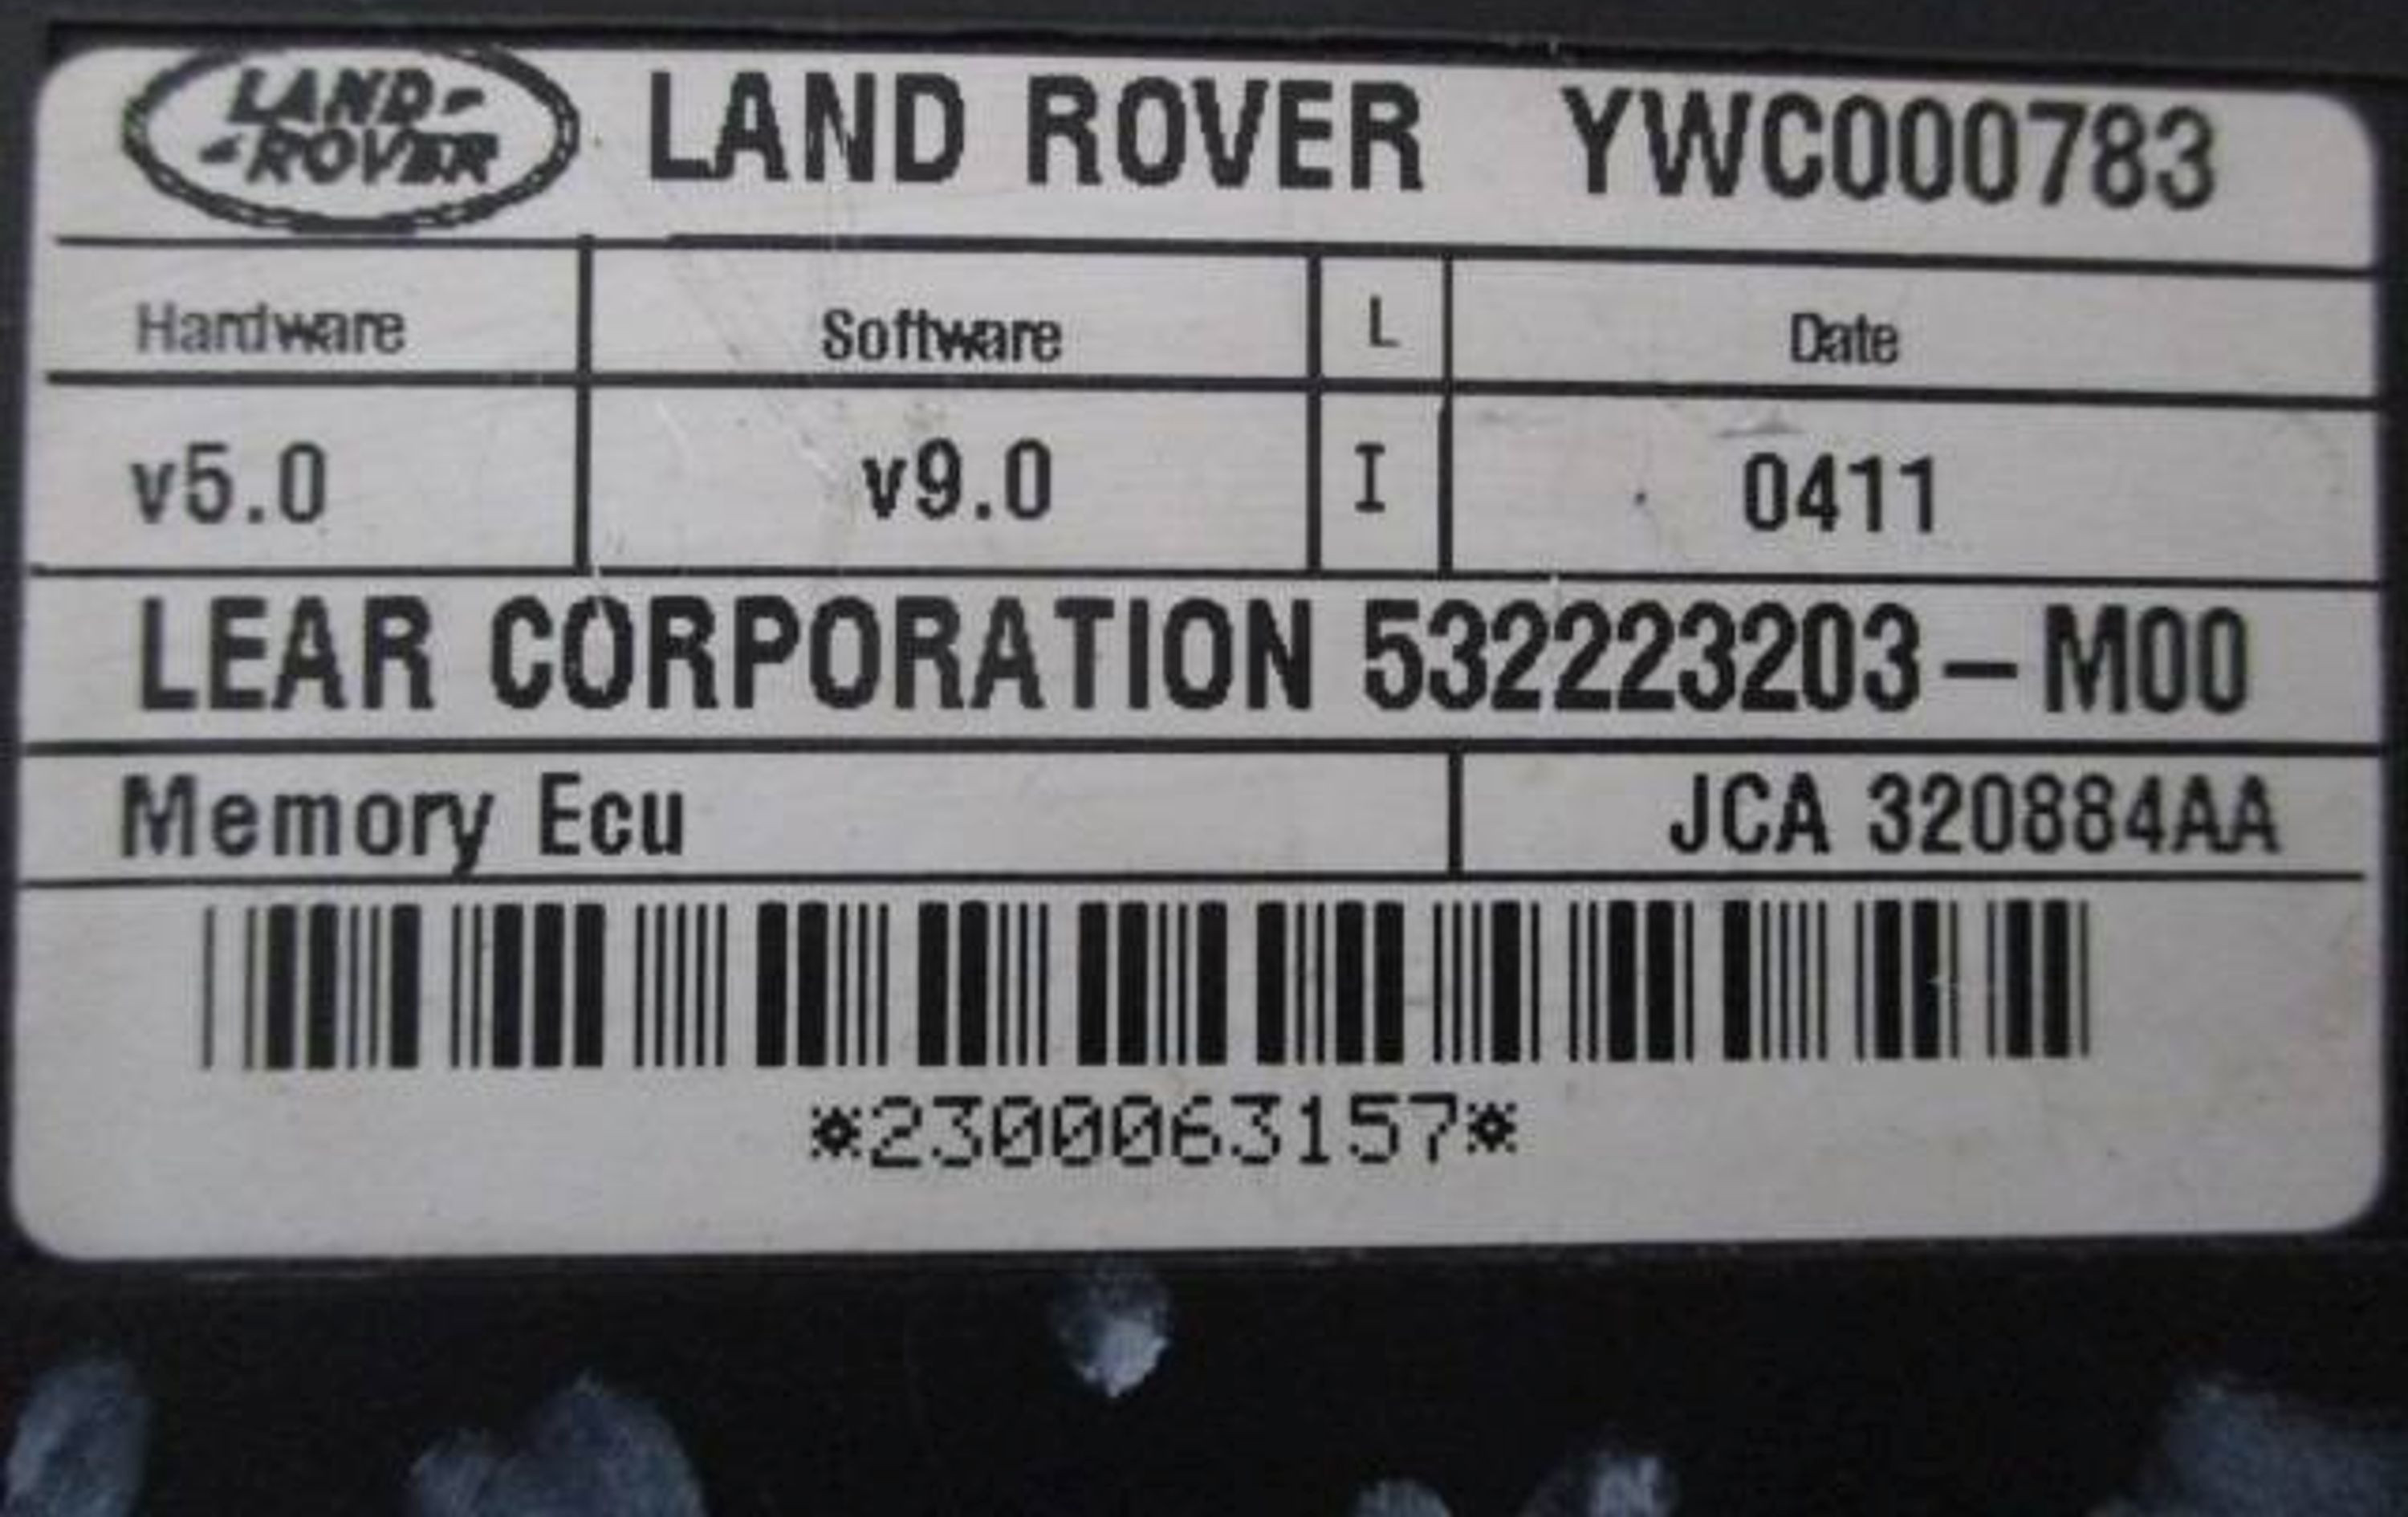 LAND-
-ROVER
LAND ROVER YWC000783
Hardware Software L Date
v5.0 v9.0 I 0411
LEAR CORPORATION 532223203-M00
Memory Ecu JCA 320884AA
*2300063157*